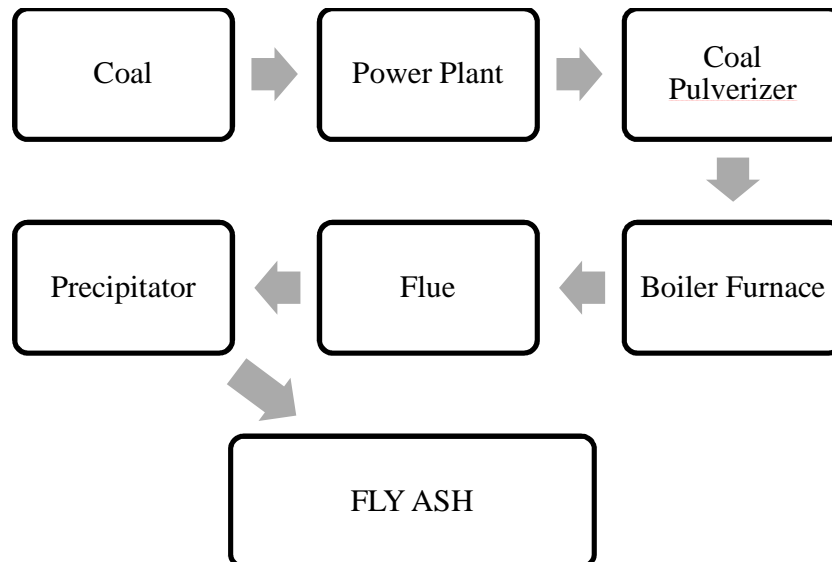 Coal
Power Plant
Coal
Pulverizer
Precipitator
Flue
Boiler Furnace
FLY ASH